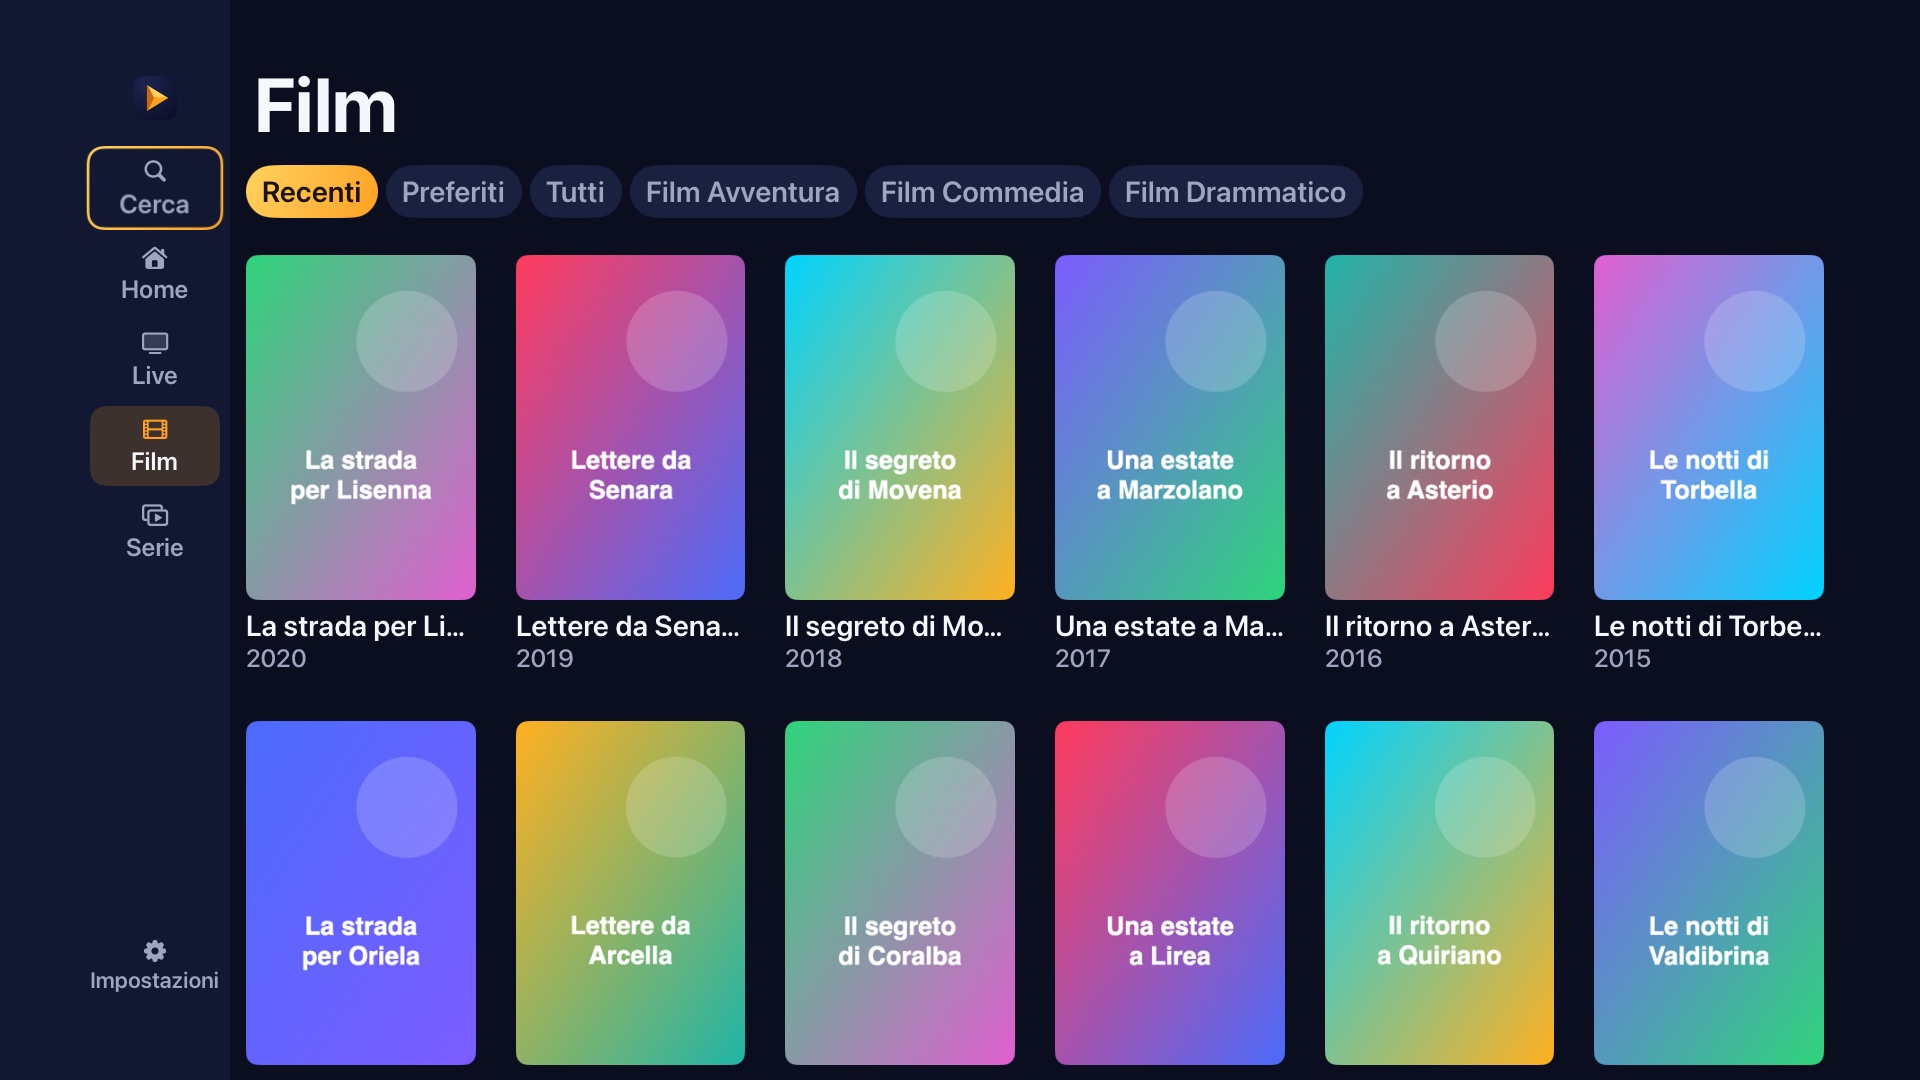 Cerca
Home
Live
Film
Serie
Impostazioni
Film
Recenti
Preferiti
Tutti
Film Avventura
Film Commedia
Film Drammatico
La strada
per Lisenna
Lettere da
Senara
Il segreto
di Movena
Una estate
a Marzolano
Il ritorno
a Asterio
Le notti di
Torbella
La strada per Li...
2020
Lettere da Sena...
2019
Il segreto di Mo...
2018
Una estate a Ma...
2017
Il ritorno a Aster...
2016
Le notti di Torbe...
2015
La strada
per Oriela
Lettere da
Arcella
Il segreto
di Coralba
Una estate
a Lirea
Il ritorno
a Quiriano
Le notti di
Valdibrina